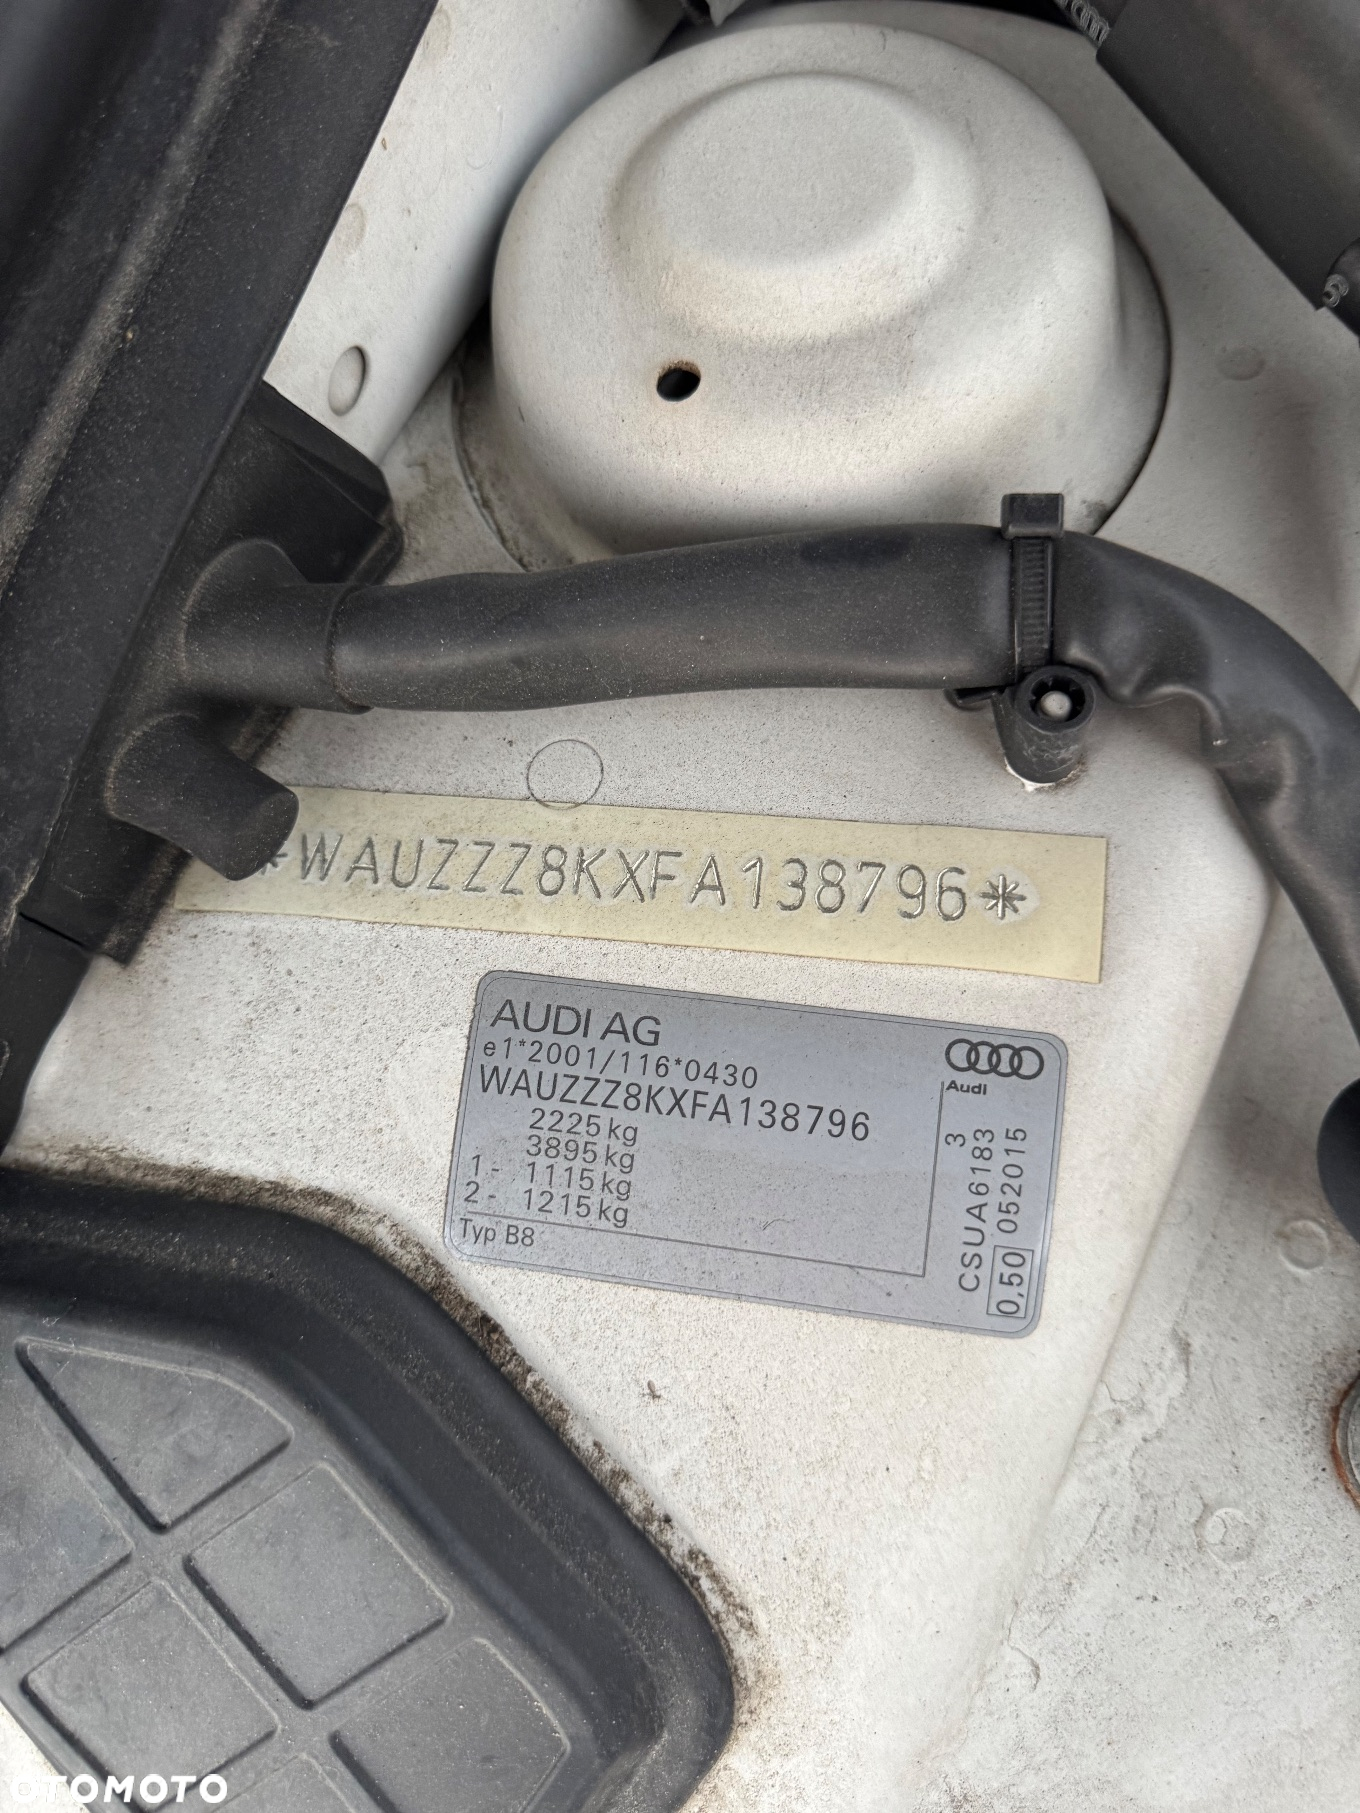 *WAUZZZ8KXFA138796*
AUDI AG
e1*2001/116*0430
WAUZZZ8KXFA138796
2225 kg
3895 kg
1 - 1115 kg
2 - 1215 kg
Typ B8
Audi
3
CSUA6183
0,50 052015
OTOMOTO